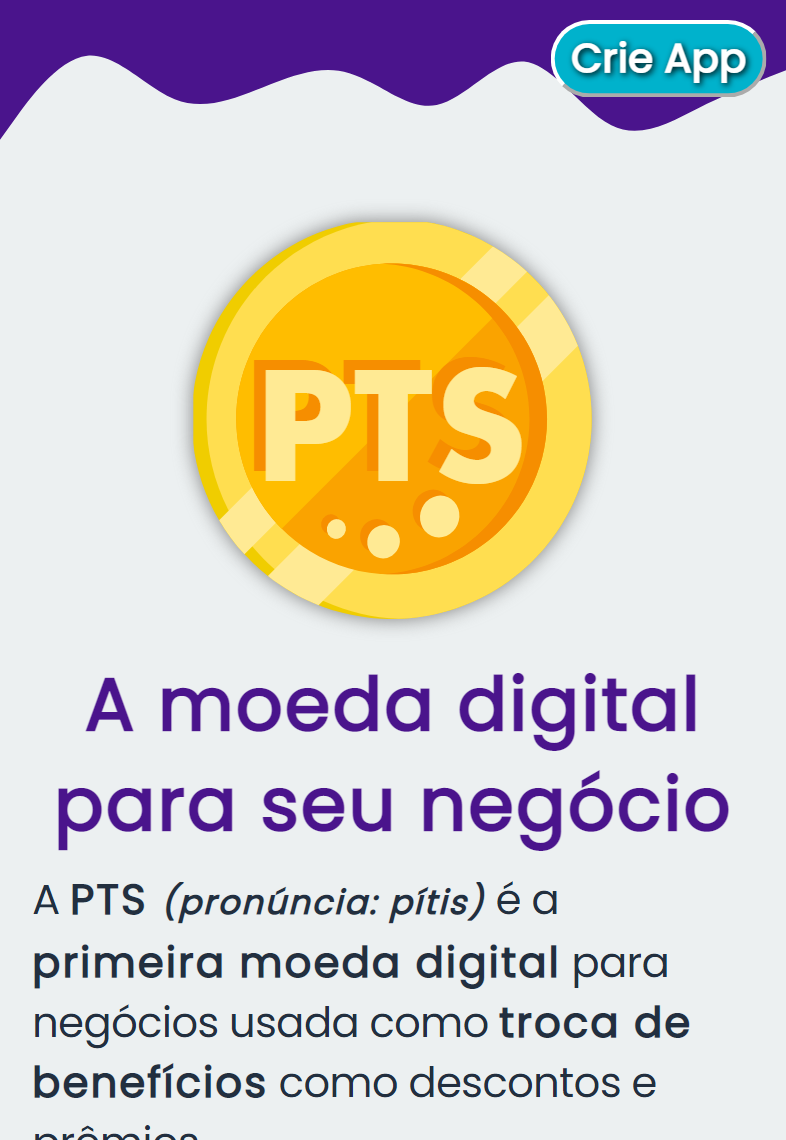 Crie App
PTS
A moeda digital
para seu negócio
A PTS (pronúncia: pítis) é a
primeira moeda digital para
negócios usada como troca de
benefícios como descontos e
prêmios